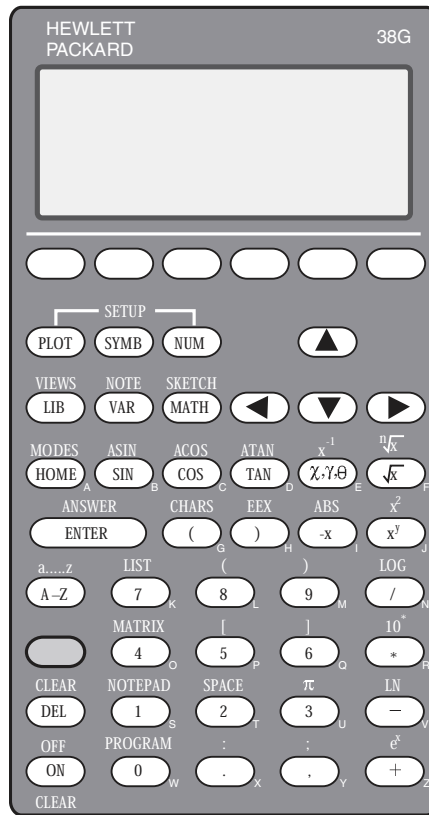 HEWLETT
PACKARD
38G
SETUP
PLOT SYMB NUM
VIEWS NOTE SKETCH
LIB VAR MATH
MODES ASIN ACOS ATAN x⁻¹ ⁿ√x
HOME A SIN B COS C TAN D χ,γ,θ E √x F
ANSWER CHARS EEX ABS x²
ENTER ( G ) H -x I xʸ J
a.....z LIST ( ) LOG
A–Z 7 K 8 L 9 M / N
MATRIX [ ] 10*
4 O 5 P 6 Q * R
CLEAR NOTEPAD SPACE π LN
DEL 1 S 2 T 3 U – V
OFF PROGRAM : ; eˣ
ON 0 W . X , Y + Z
CLEAR